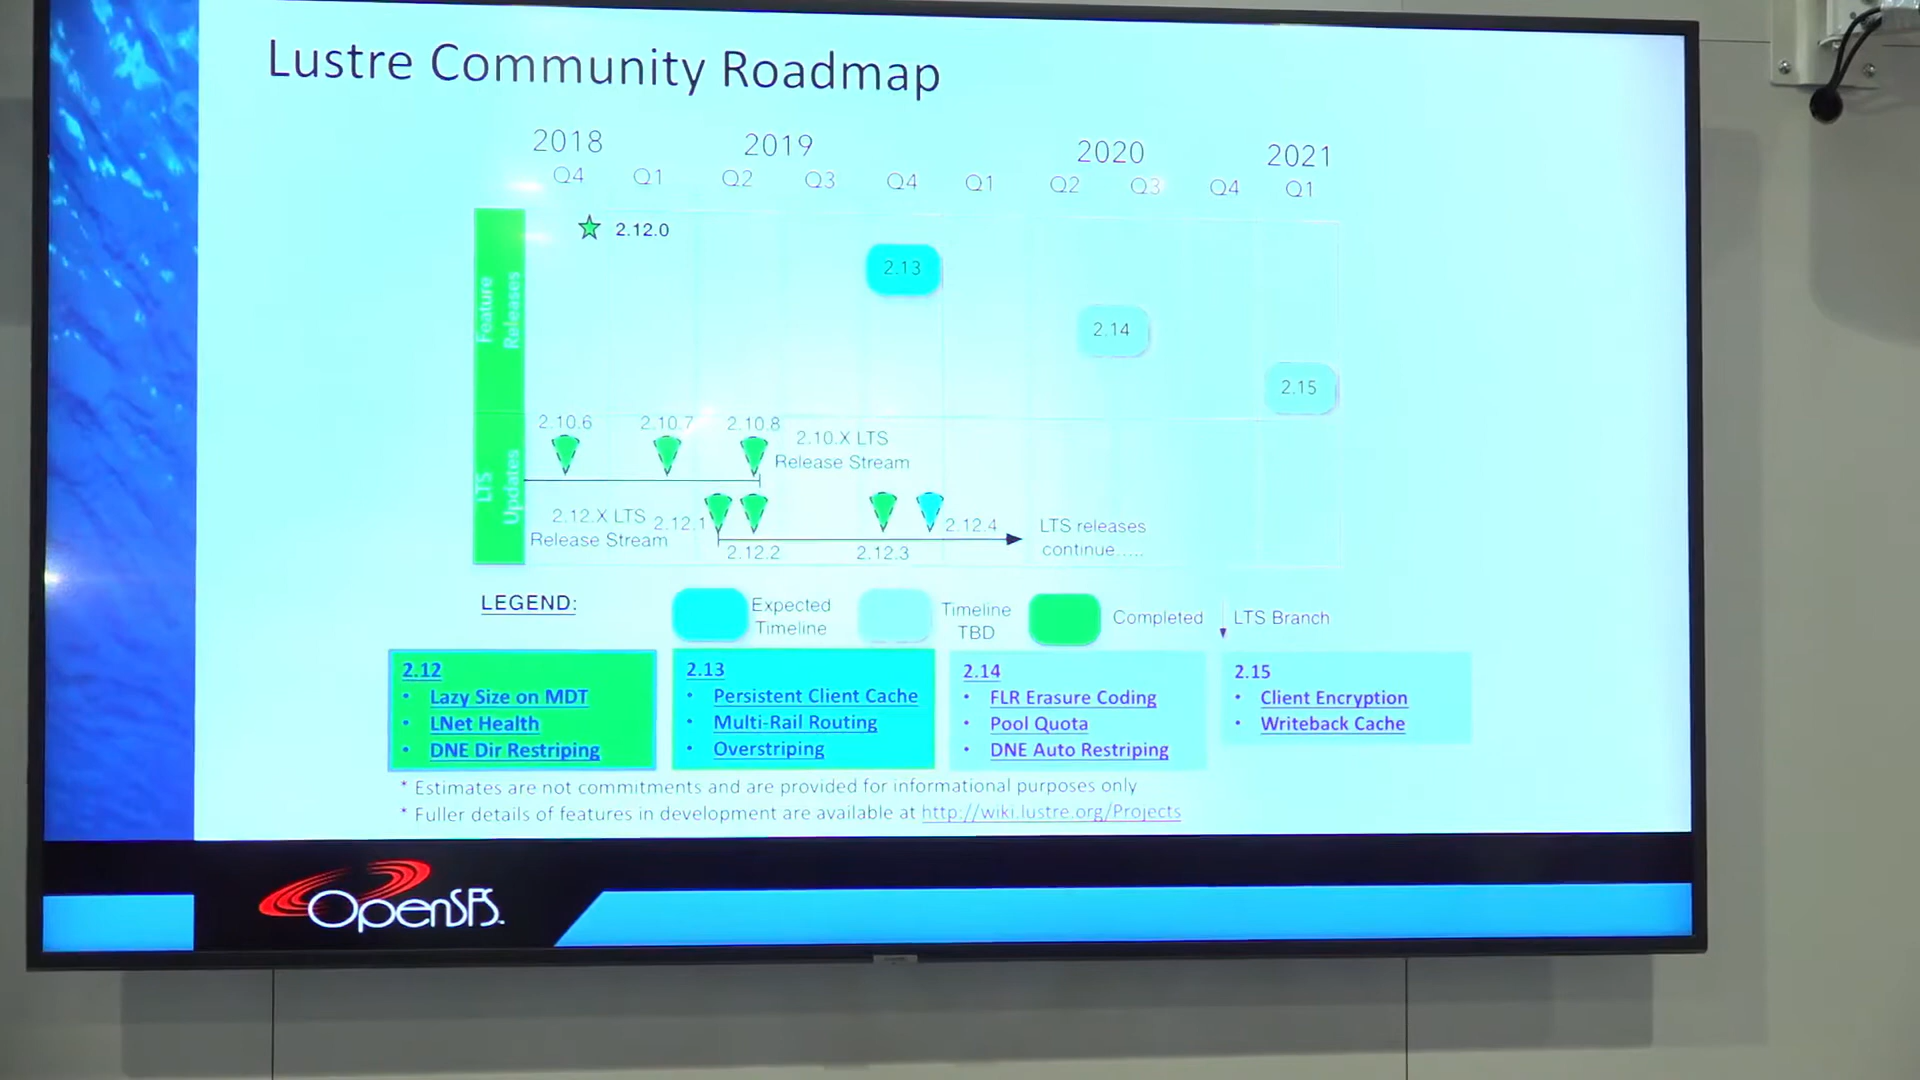 Lustre Community Roadmap
2018 2019 2020 2021
Q4 Q1 Q2 Q3 Q4 Q1 Q2 Q3 Q4 Q1
Feature
Releases
2.12.0
2.13
2.14
2.15
LTS
Updates
2.10.6 2.10.7 2.10.8
2.10.X LTS
Release Stream
2.12.X LTS
Release Stream
2.12.1
2.12.2
2.12.3
2.12.4
LTS releases
continue.....
LEGEND:
Expected
Timeline
Timeline
TBD
Completed
LTS Branch
2.12
• Lazy Size on MDT
• LNet Health
• DNE Dir Restriping
2.13
• Persistent Client Cache
• Multi-Rail Routing
• Overstriping
2.14
• FLR Erasure Coding
• Pool Quota
• DNE Auto Restriping
2.15
• Client Encryption
• Writeback Cache
* Estimates are not commitments and are provided for informational purposes only
* Fuller details of features in development are available at http://wiki.lustre.org/Projects
OpenSFS™